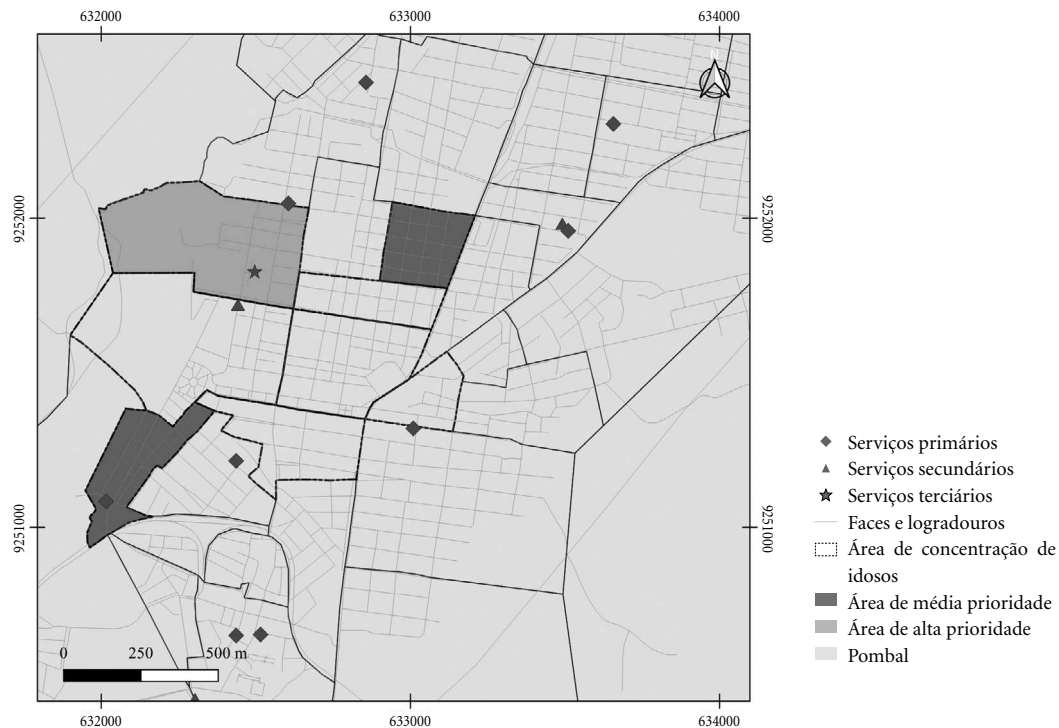 632000 633000 634000
N
9252000 9252000
9251000 9251000
0 250 500 m
632000 633000 634000
Serviços primários
Serviços secundários
Serviços terciários
Faces e logradouros
Área de concentração de
idosos
Área de média prioridade
Área de alta prioridade
Pombal